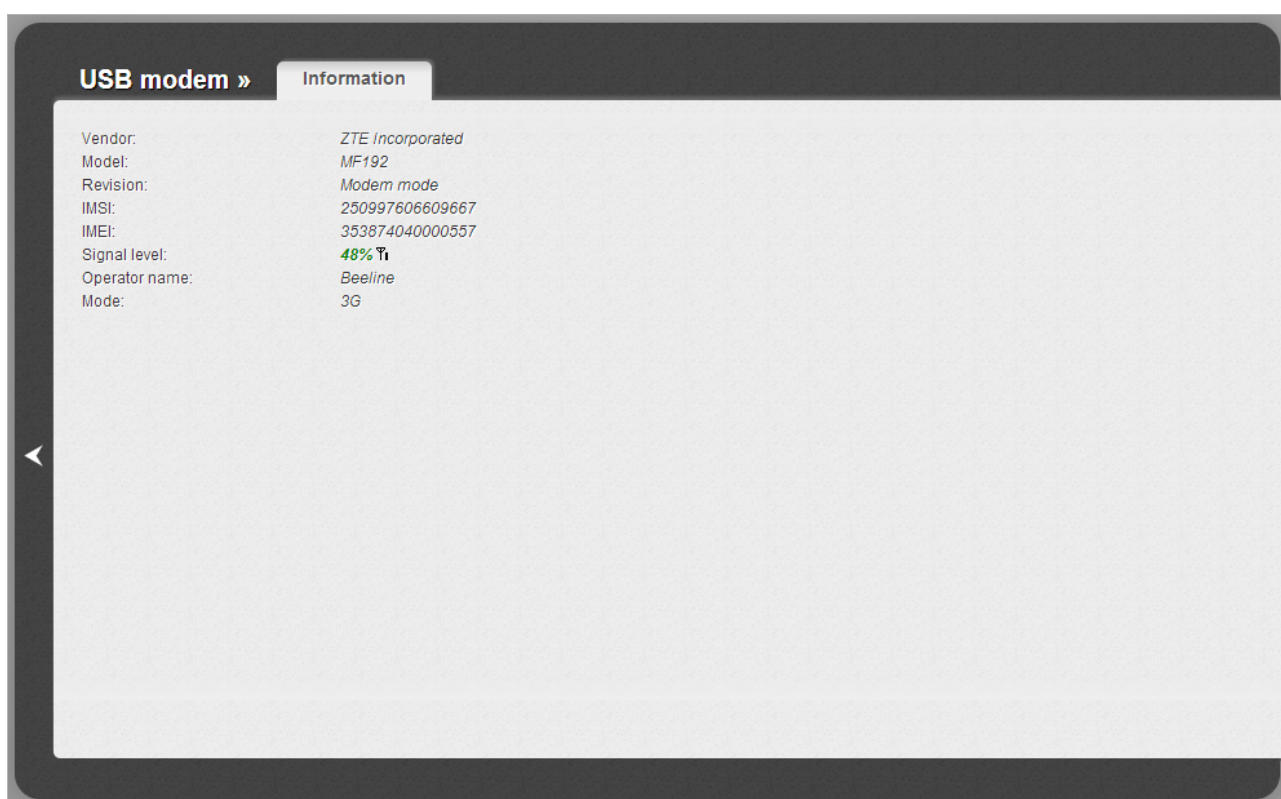 USB modem » Information
Vendor: ZTE Incorporated
Model: MF192
Revision: Modem mode
IMSI: 250997606609667
IMEI: 353874040000557
Signal level: 48%
Operator name: Beeline
Mode: 3G